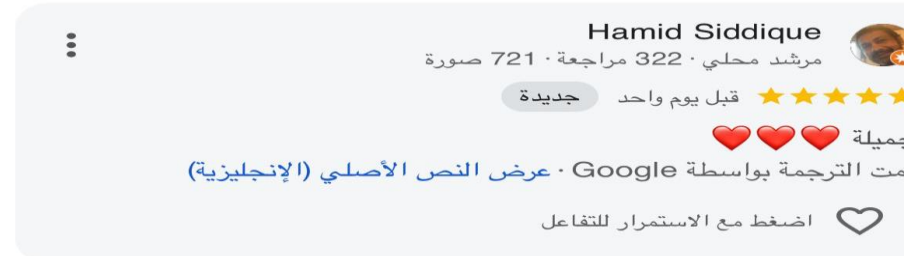 Hamid Siddique
مرشد محلي · 322 مراجعة · 721 صورة
قبل يوم واحد جديدة
جميلة ❤️❤️❤️
مت الترجمة بواسطة Google · عرض النص الأصلي (الإنجليزية)
اضغط مع الاستمرار للتفاعل